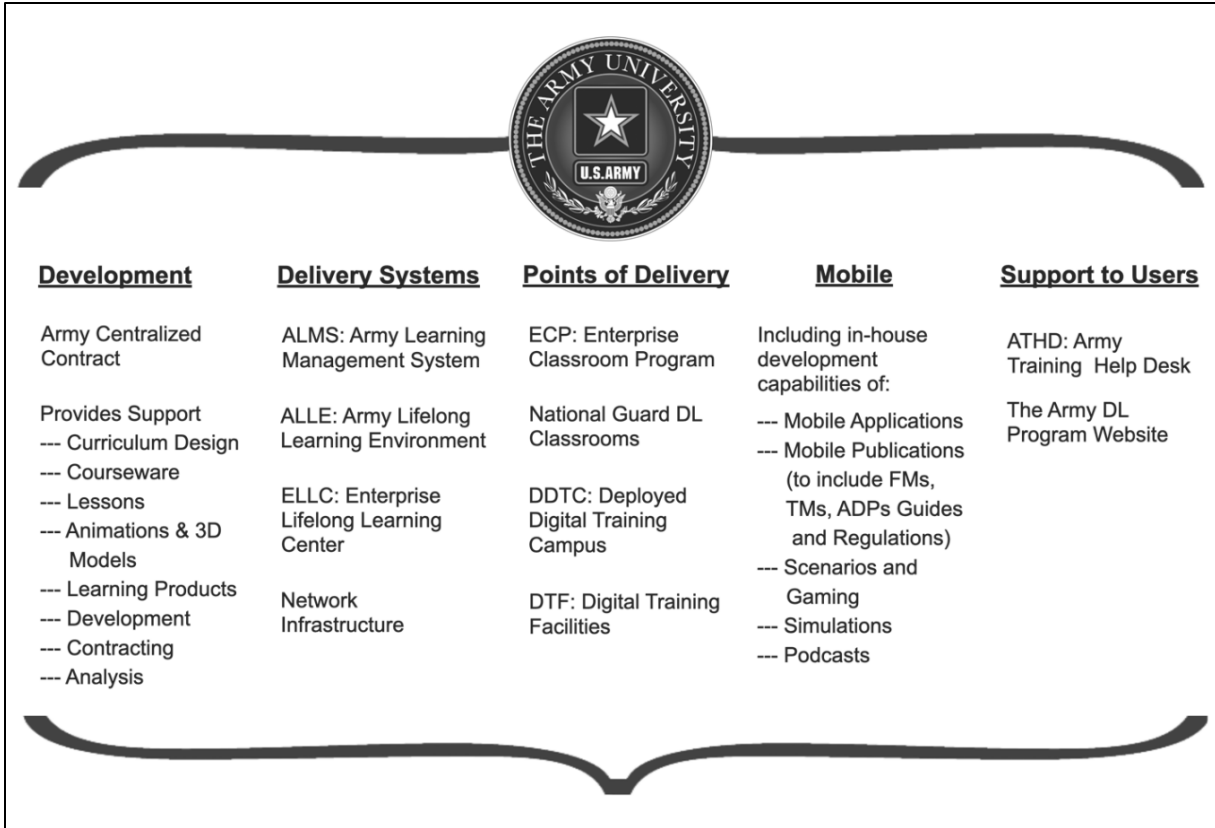 THE ARMY UNIVERSITY
U.S.ARMY
Development
Army Centralized
Contract
Provides Support
--- Curriculum Design
--- Courseware
--- Lessons
--- Animations & 3D
Models
--- Learning Products
--- Development
--- Contracting
--- Analysis
Delivery Systems
ALMS: Army Learning
Management System
ALLE: Army Lifelong
Learning Environment
ELLC: Enterprise
Lifelong Learning
Center
Network
Infrastructure
Points of Delivery
ECP: Enterprise
Classroom Program
National Guard DL
Classrooms
DDTC: Deployed
Digital Training
Campus
DTF: Digital Training
Facilities
Mobile
Including in-house
development
capabilities of:
--- Mobile Applications
--- Mobile Publications
(to include FMs,
TMs, ADPs Guides
and Regulations)
--- Scenarios and
Gaming
--- Simulations
--- Podcasts
Support to Users
ATHD: Army
Training Help Desk
The Army DL
Program Website